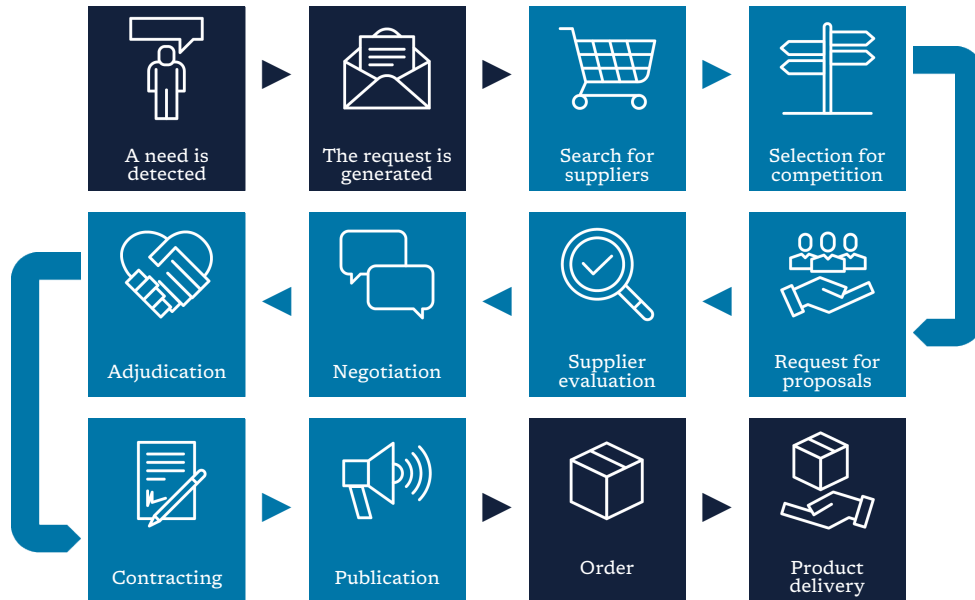 A need is
detected
The request is
generated
Search for
suppliers
Selection for
competition
Adjudication
Negotiation
Supplier
evaluation
Request for
proposals
Contracting
Publication
Order
Product
delivery